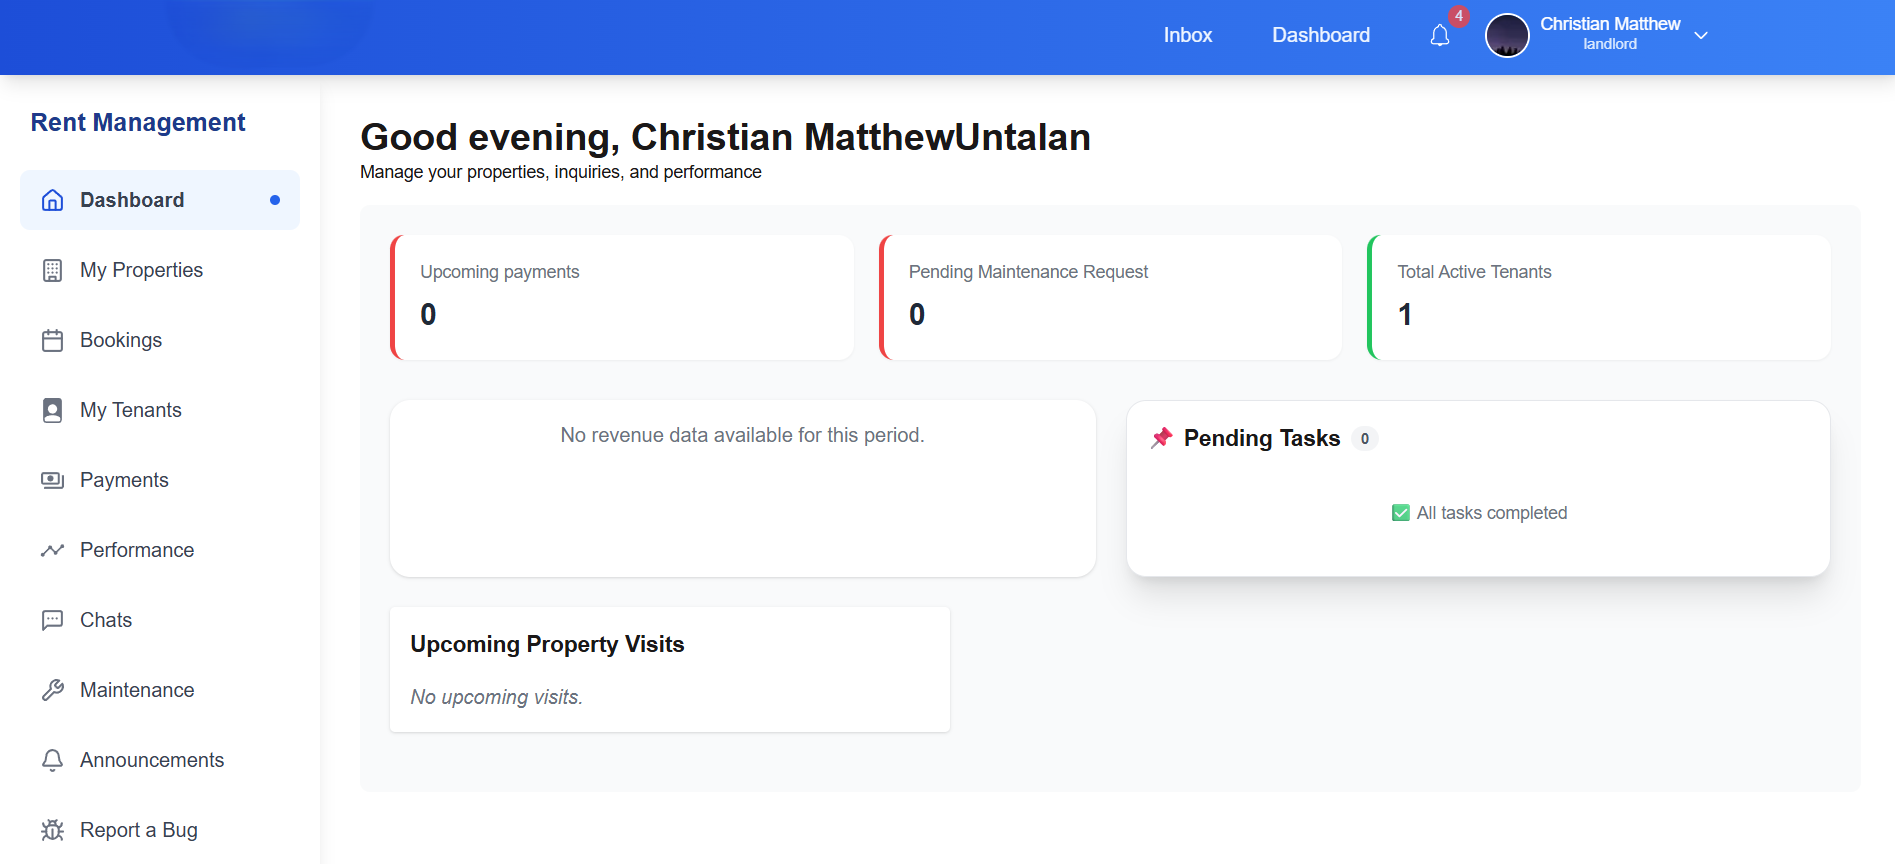 Inbox
Dashboard
4
Christian Matthew
landlord
Rent Management
Dashboard
My Properties
Bookings
My Tenants
Payments
Performance
Chats
Maintenance
Announcements
Report a Bug
Good evening, Christian MatthewUntalan
Manage your properties, inquiries, and performance
Upcoming payments
0
Pending Maintenance Request
0
Total Active Tenants
1
No revenue data available for this period.
Pending Tasks 0
All tasks completed
Upcoming Property Visits
No upcoming visits.